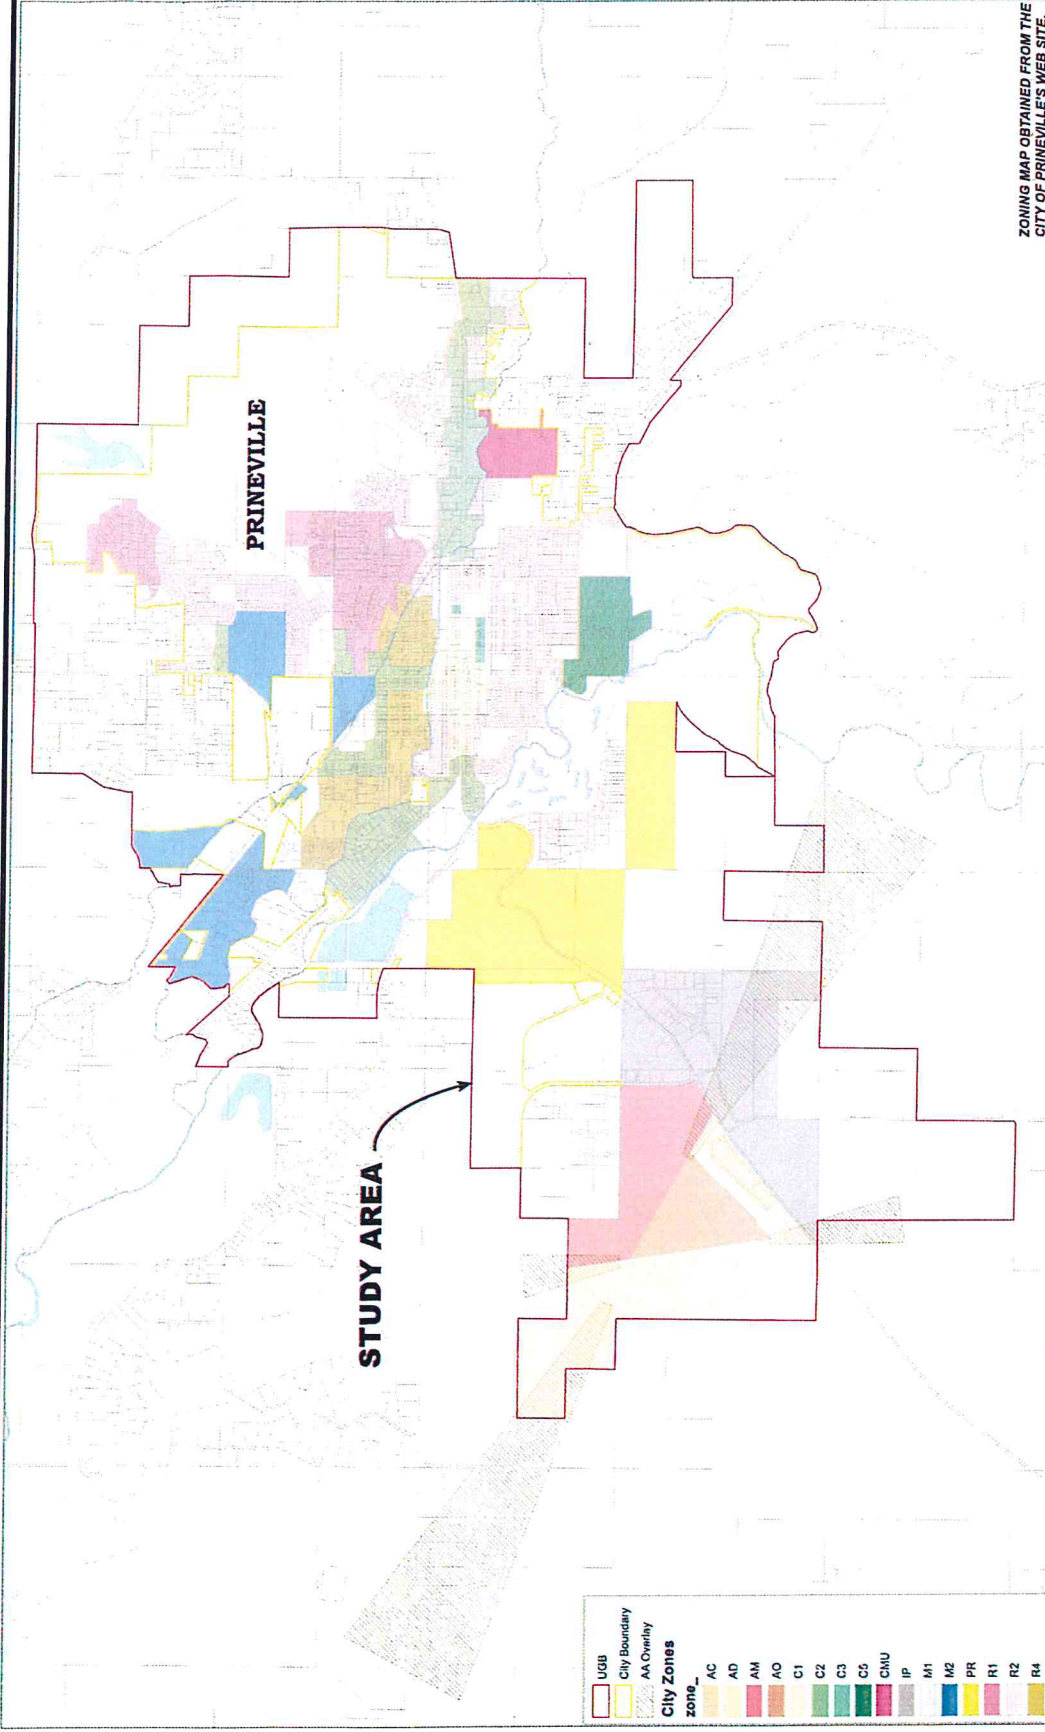 ZONING MAP OBTAINED FROM THE
CITY OF PRINEVILLE'S WEB SITE.
PRINEVILLE
STUDY AREA
UGB
City Boundary
AA Overlay
City Zones
zone_
AC
AD
AM
AO
C1
C2
C3
C5
CMU
IP
M1
M2
PR
R1
R2
R4